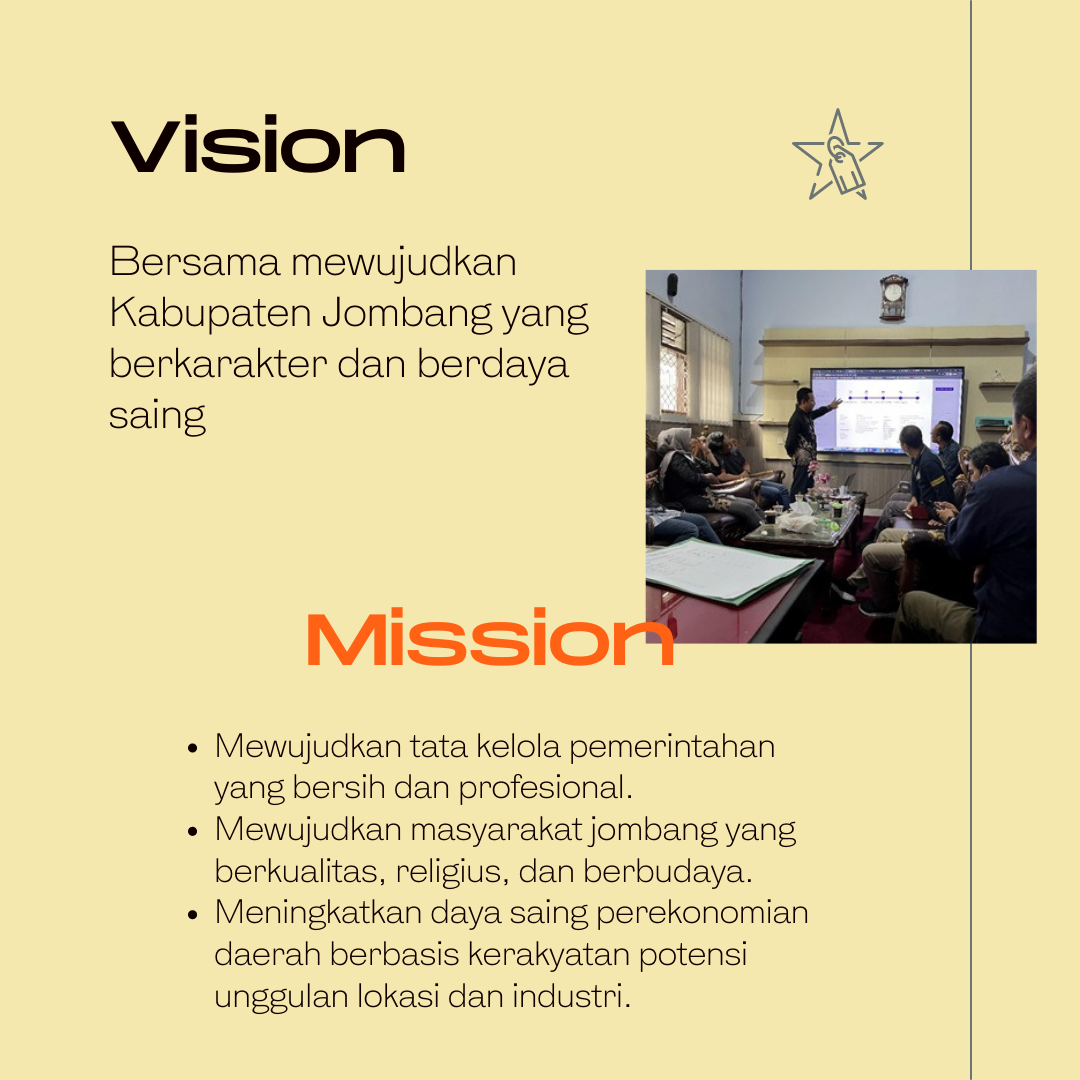 Vision
Bersama mewujudkan
Kabupaten Jombang yang
berkarakter dan berdaya
saing
Mission
• Mewujudkan tata kelola pemerintahan
yang bersih dan profesional.
• Mewujudkan masyarakat jombang yang
berkualitas, religius, dan berbudaya.
• Meningkatkan daya saing perekonomian
daerah berbasis kerakyatan potensi
unggulan lokasi dan industri.